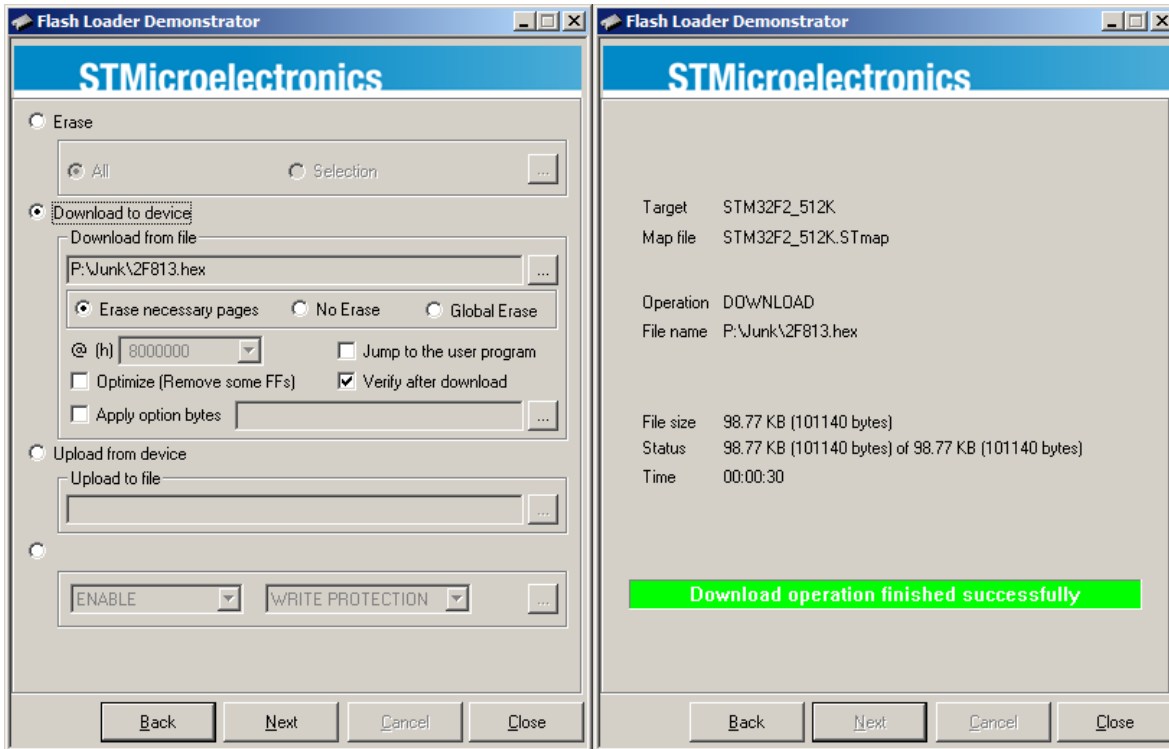 Flash Loader Demonstrator
STMicroelectronics
Erase
All Selection ...
Download to device
Download from file
P:\Junk\2F813.hex ...
Erase necessary pages No Erase Global Erase
@ (h) 8000000 Jump to the user program
Optimize (Remove some FFs) Verify after download
Apply option bytes ...
Upload from device
Upload to file
...
ENABLE WRITE PROTECTION ...
Back Next Cancel Close
Flash Loader Demonstrator
STMicroelectronics
Target STM32F2_512K
Map file STM32F2_512K.STmap
Operation DOWNLOAD
File name P:\Junk\2F813.hex
File size 98.77 KB (101140 bytes)
Status 98.77 KB (101140 bytes) of 98.77 KB (101140 bytes)
Time 00:00:30
Download operation finished successfully
Back Next Cancel Close